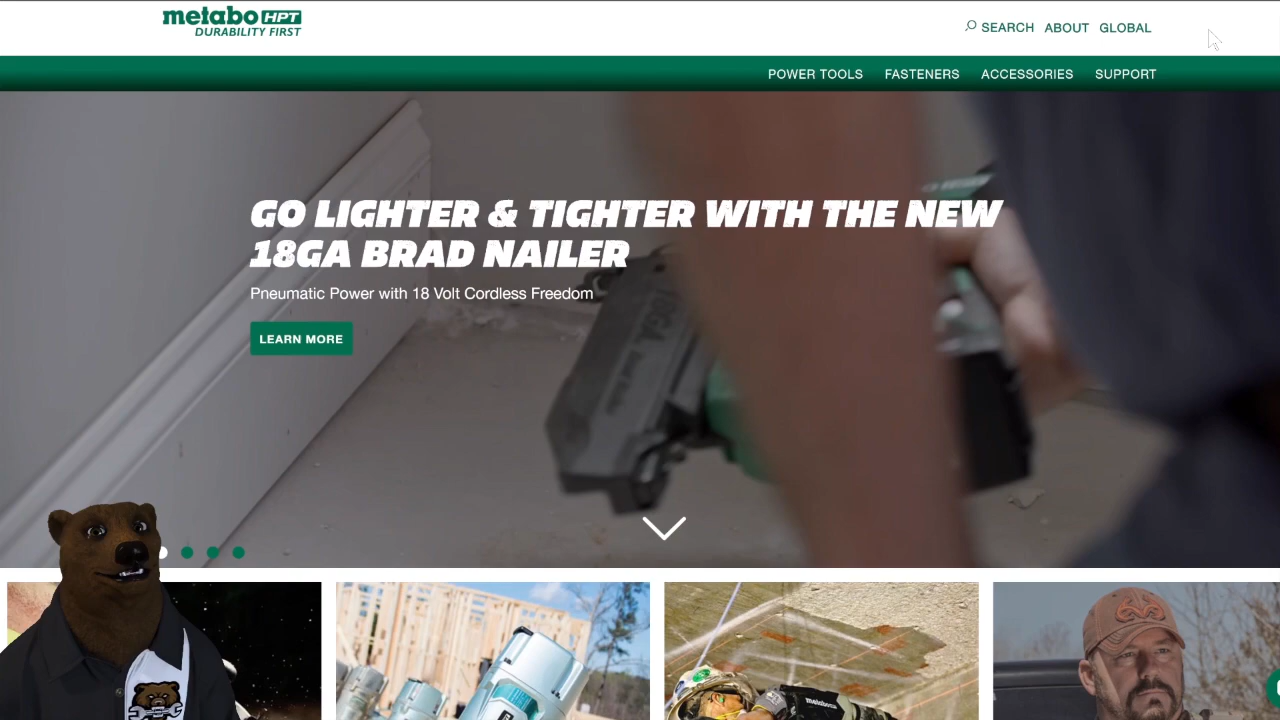 metabo HPT
DURABILITY FIRST
SEARCH ABOUT GLOBAL
POWER TOOLS FASTENERS ACCESSORIES SUPPORT
GO LIGHTER & TIGHTER WITH THE NEW
18GA BRAD NAILER
Pneumatic Power with 18 Volt Cordless Freedom
LEARN MORE
metabo